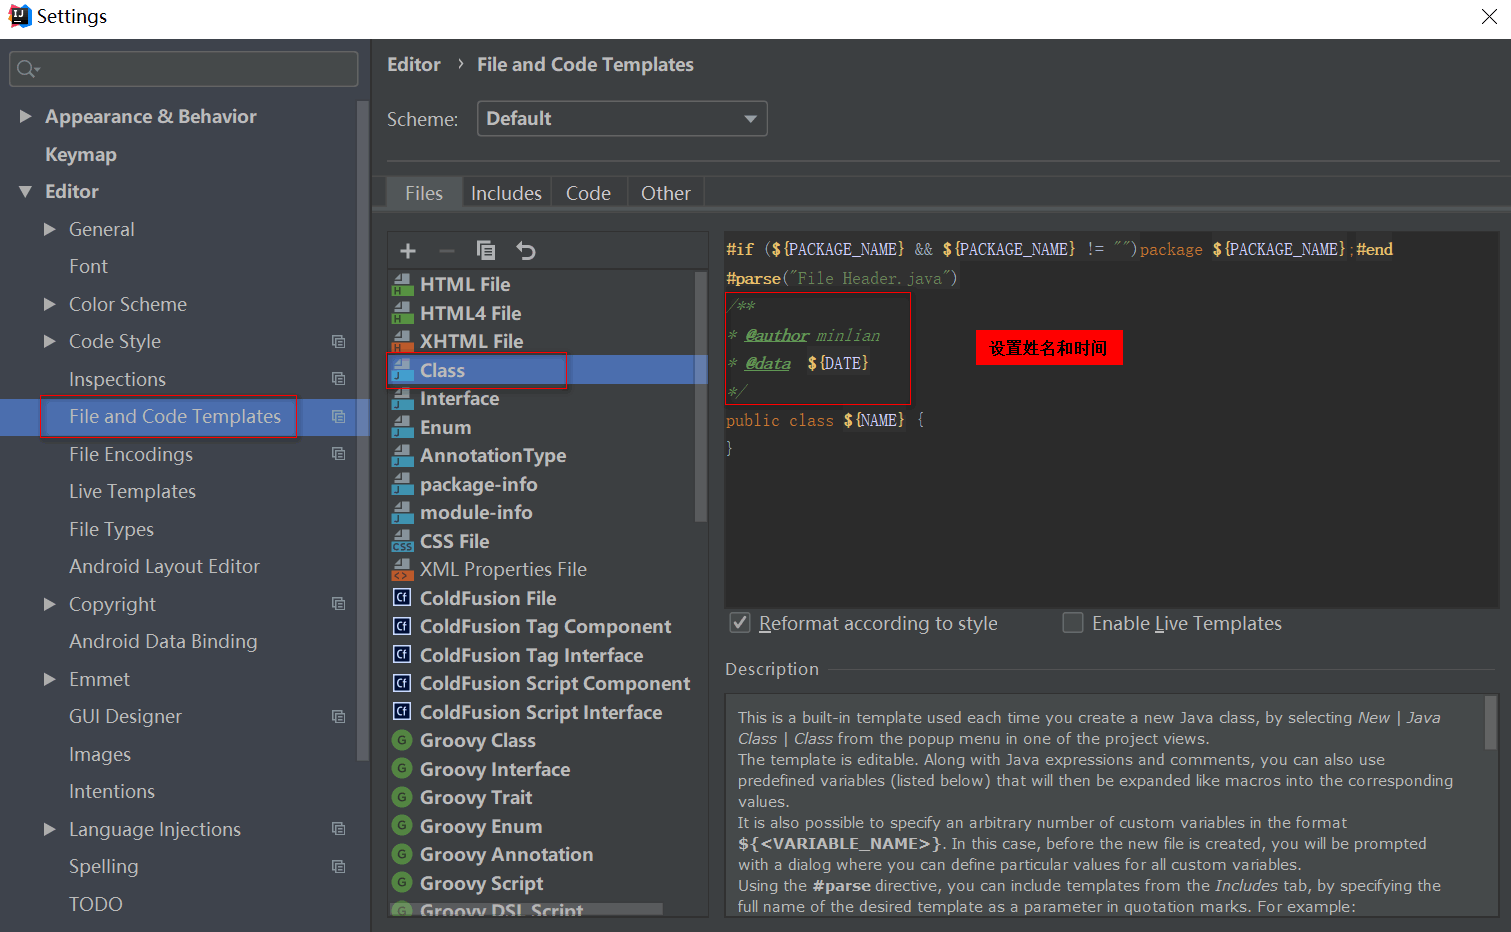 Settings
Appearance & Behavior
Keymap
Editor
General
Font
Color Scheme
Code Style
Inspections
File and Code Templates
File Encodings
Live Templates
File Types
Android Layout Editor
Copyright
Android Data Binding
Emmet
GUI Designer
Images
Intentions
Language Injections
Spelling
TODO
Editor › File and Code Templates
Scheme: Default
Files Includes Code Other
HTML File
HTML4 File
XHTML File
Class
Interface
Enum
AnnotationType
package-info
module-info
CSS File
XML Properties File
ColdFusion File
ColdFusion Tag Component
ColdFusion Tag Interface
ColdFusion Script Component
ColdFusion Script Interface
Groovy Class
Groovy Interface
Groovy Trait
Groovy Enum
Groovy Annotation
Groovy Script
Groovy DSL Script
#if (${PACKAGE_NAME} && ${PACKAGE_NAME} != "")package ${PACKAGE_NAME};#end
#parse("File Header.java")
/**
* @author minlian
* @data ${DATE}
*/
public class ${NAME} {
}
设置姓名和时间
Reformat according to style Enable Live Templates
Description
This is a built-in template used each time you create a new Java class, by selecting New | Java
Class | Class from the popup menu in one of the project views.
The template is editable. Along with Java expressions and comments, you can also use
predefined variables (listed below) that will then be expanded like macros into the corresponding
values.
It is also possible to specify an arbitrary number of custom variables in the format
${<VARIABLE_NAME>}. In this case, before the new file is created, you will be prompted
with a dialog where you can define particular values for all custom variables.
Using the #parse directive, you can include templates from the Includes tab, by specifying the
full name of the desired template as a parameter in quotation marks. For example: